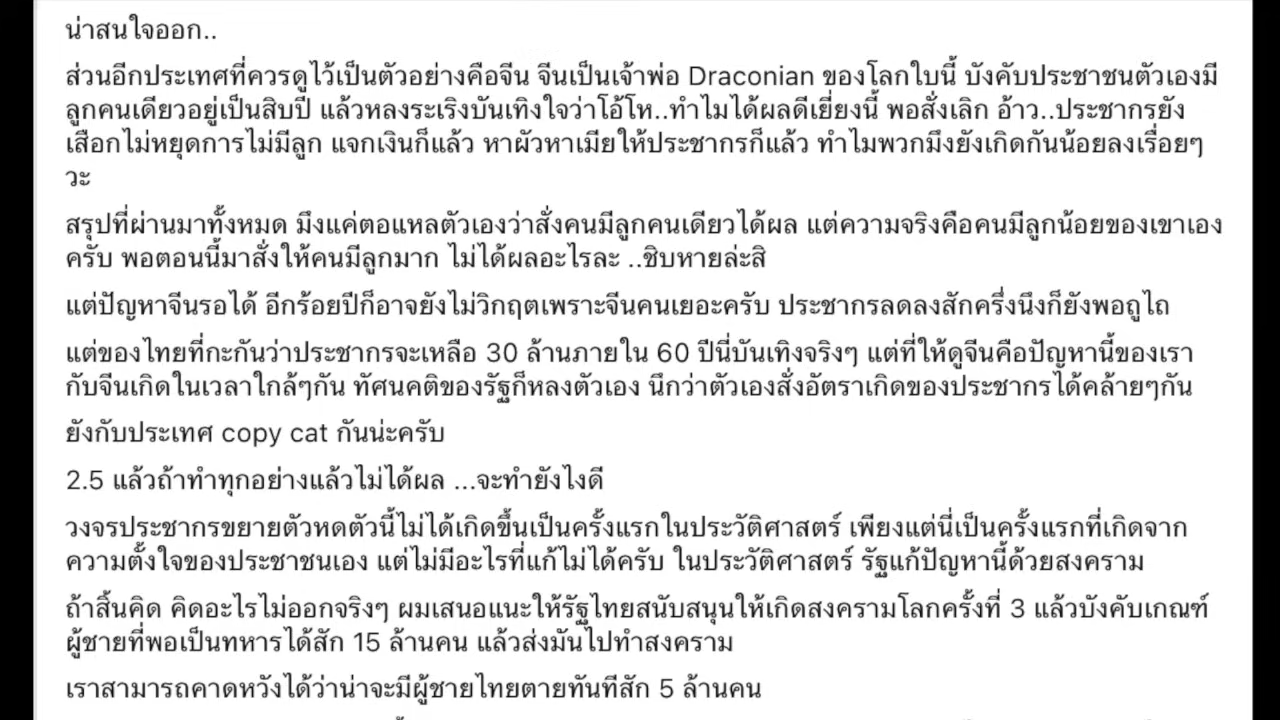 น่าสนใจออก..
ส่วนอีกประเทศที่ควรดูไว้เป็นตัวอย่างคือจีน จีนเป็นเจ้าพ่อ Draconian ของโลกใบนี้ บังคับประชาชนตัวเองมี
ลูกคนเดียวอยู่เป็นสิบปี แล้วหลงระเริงบันเทิงใจว่าโอ้โห..ทำไมได้ผลดีเยี่ยงนี้ พอสั่งเลิก อ้าว..ประชากรยัง
เสือกไม่หยุดการไม่มีลูก แจกเงินก็แล้ว หาผัวหาเมียให้ประชากรก็แล้ว ทำไมพวกมึงยังเกิดกันน้อยลงเรื่อยๆ
วะ
สรุปที่ผ่านมาทั้งหมด มึงแค่ตอแหลตัวเองว่าสั่งคนมีลูกคนเดียวได้ผล แต่ความจริงคือคนมีลูกน้อยของเขาเอง
ครับ พอตอนนี้มาสั่งให้คนมีลูกมาก ไม่ได้ผลอะไรละ ..ชิบหายล่ะสิ
แต่ปัญหาจีนรอได้ อีกร้อยปีก็อาจยังไม่วิกฤตเพราะจีนคนเยอะครับ ประชากรลดลงสักครึ่งนึงก็ยังพอถูไถ
แต่ของไทยที่กะกันว่าประชากรจะเหลือ 30 ล้านภายใน 60 ปีนี่บันเทิงจริงๆ แต่ที่ให้ดูจีนคือปัญหานี้ของเรา
กับจีนเกิดในเวลาใกล้ๆกัน ทัศนคติของรัฐก็หลงตัวเอง นึกว่าตัวเองสั่งอัตราเกิดของประชากรได้คล้ายๆกัน
ยังกับประเทศ copy cat กันน่ะครับ
2.5 แล้วถ้าทำทุกอย่างแล้วไม่ได้ผล ...จะทำยังไงดี
วงจรประชากรขยายตัวหดตัวนี้ไม่ได้เกิดขึ้นเป็นครั้งแรกในประวัติศาสตร์ เพียงแต่นี่เป็นครั้งแรกที่เกิดจาก
ความตั้งใจของประชาชนเอง แต่ไม่มีอะไรที่แก้ไม่ได้ครับ ในประวัติศาสตร์ รัฐแก้ปัญหานี้ด้วยสงคราม
ถ้าสิ้นคิด คิดอะไรไม่ออกจริงๆ ผมเสนอแนะให้รัฐไทยสนับสนุนให้เกิดสงครามโลกครั้งที่ 3 แล้วบังคับเกณฑ์
ผู้ชายที่พอเป็นทหารได้สัก 15 ล้านคน แล้วส่งมันไปทำสงคราม
เราสามารถคาดหวังได้ว่าน่าจะมีผู้ชายไทยตายทันทีสัก 5 ล้านคน